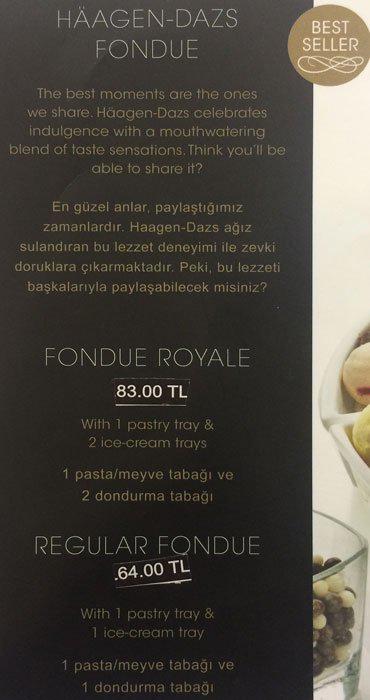 HÄAGEN-DAZS
FONDUE
BEST
SELLER
The best moments are the ones
we share. Häagen-Dazs celebrates
indulgence with a mouthwatering
blend of taste sensations. Think you'll be
able to share it?
En güzel anlar, paylaştığımız
zamanlardır. Haagen-Dazs ağız
sulandıran bu lezzet deneyimi ile zevki
doruklara çıkarmaktadır. Peki, bu lezzeti
başkalarıyla paylaşabilecek misiniz?
FONDUE ROYALE
83.00 TL
With 1 pastry tray &
2 ice-cream trays
1 pasta/meyve tabağı ve
2 dondurma tabağı
REGULAR FONDUE
.64.00 TL
With 1 pastry tray &
1 ice-cream tray
1 pasta/meyve tabağı ve
1 dondurma tabağı